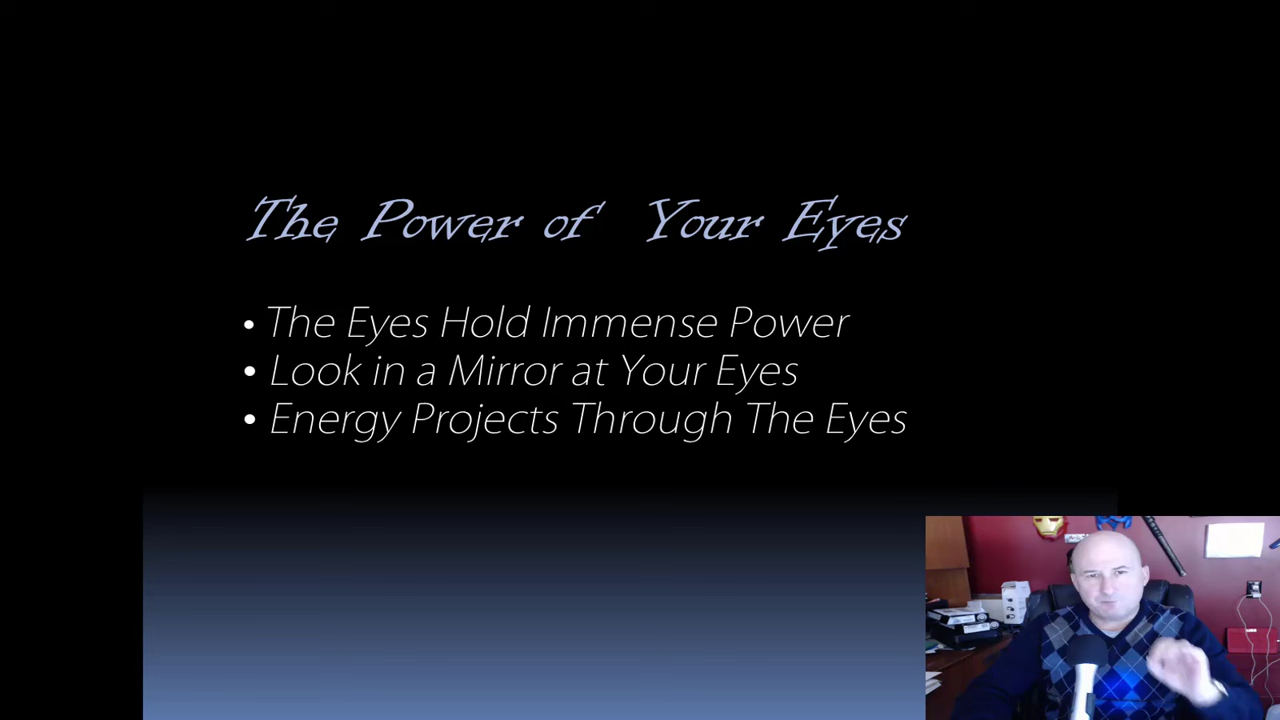 The Power of Your Eyes
• The Eyes Hold Immense Power
• Look in a Mirror at Your Eyes
• Energy Projects Through The Eyes